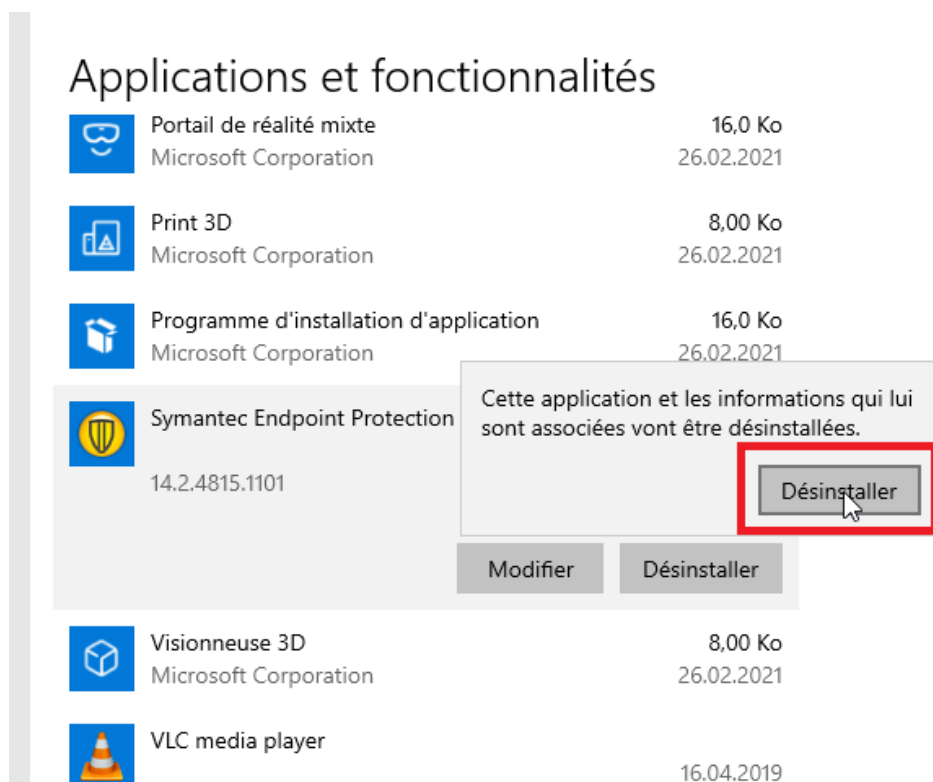 Applications et fonctionnalités
Portail de réalité mixte 16,0 Ko
Microsoft Corporation 26.02.2021
Print 3D 8,00 Ko
Microsoft Corporation 26.02.2021
Programme d'installation d'application 16,0 Ko
Microsoft Corporation 26.02.2021
Symantec Endpoint Protection
14.2.4815.1101
Cette application et les informations qui lui
sont associées vont être désinstallées.
Désinstaller
Modifier Désinstaller
Visionneuse 3D 8,00 Ko
Microsoft Corporation 26.02.2021
VLC media player
16.04.2019